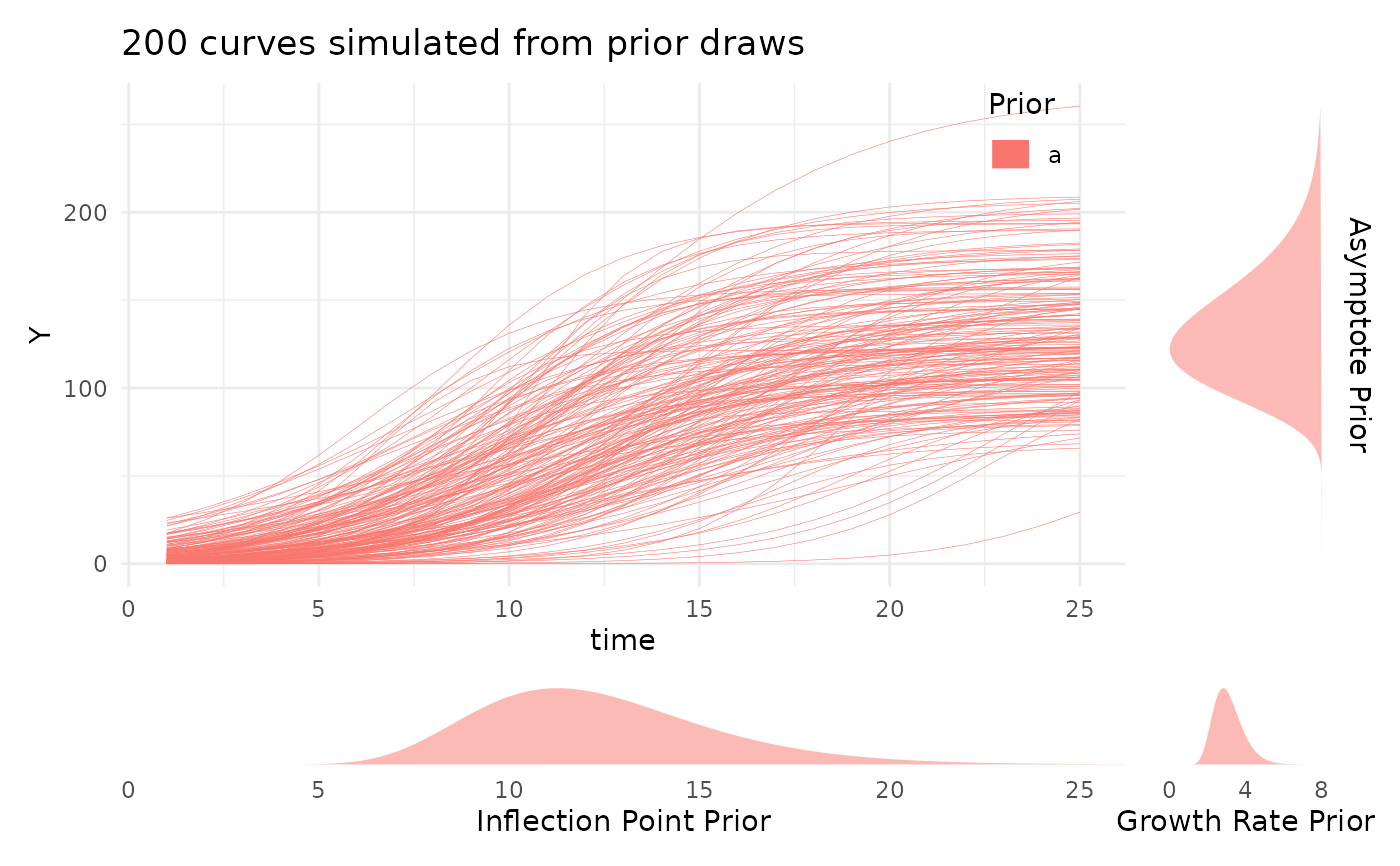 200 curves simulated from prior draws
Prior
a
Y
200
100
0
0 5 10 15 20 25
time
Asymptote Prior
0 5 10 15 20 25
Inflection Point Prior
0 4 8
Growth Rate Prior